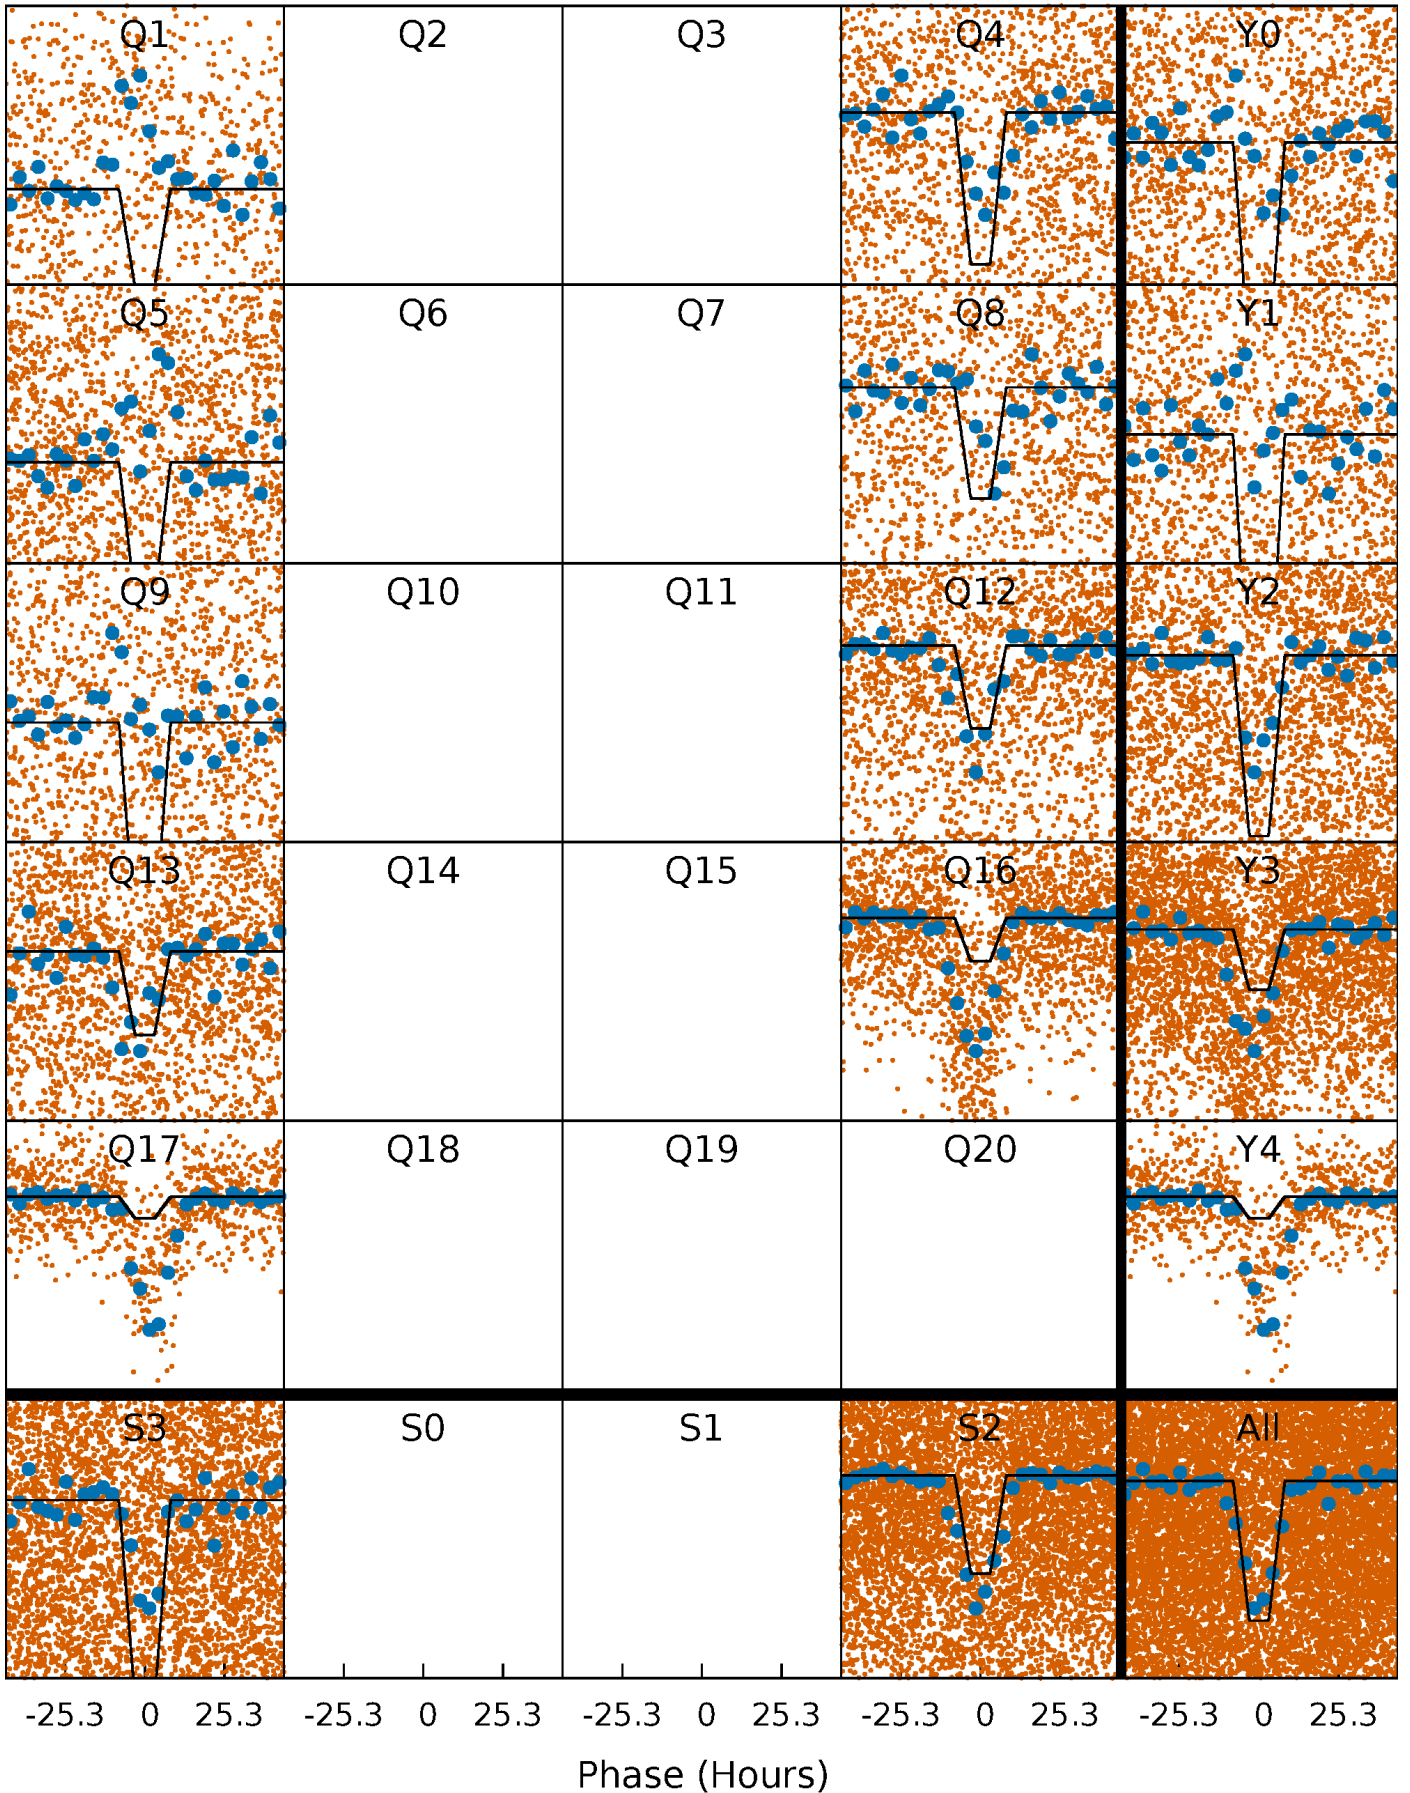 Q1 Q2 Q3 Q4 Y0
Q5 Q6 Q7 Q8 Y1
Q9 Q10 Q11 Q12 Y2
Q13 Q14 Q15 Q16 Y3
Q17 Q18 Q19 Q20 Y4
S3 S0 S1 S2 All
-25.3 0 25.3 -25.3 0 25.3 -25.3 0 25.3 -25.3 0 25.3 -25.3 0 25.3
Phase (Hours)